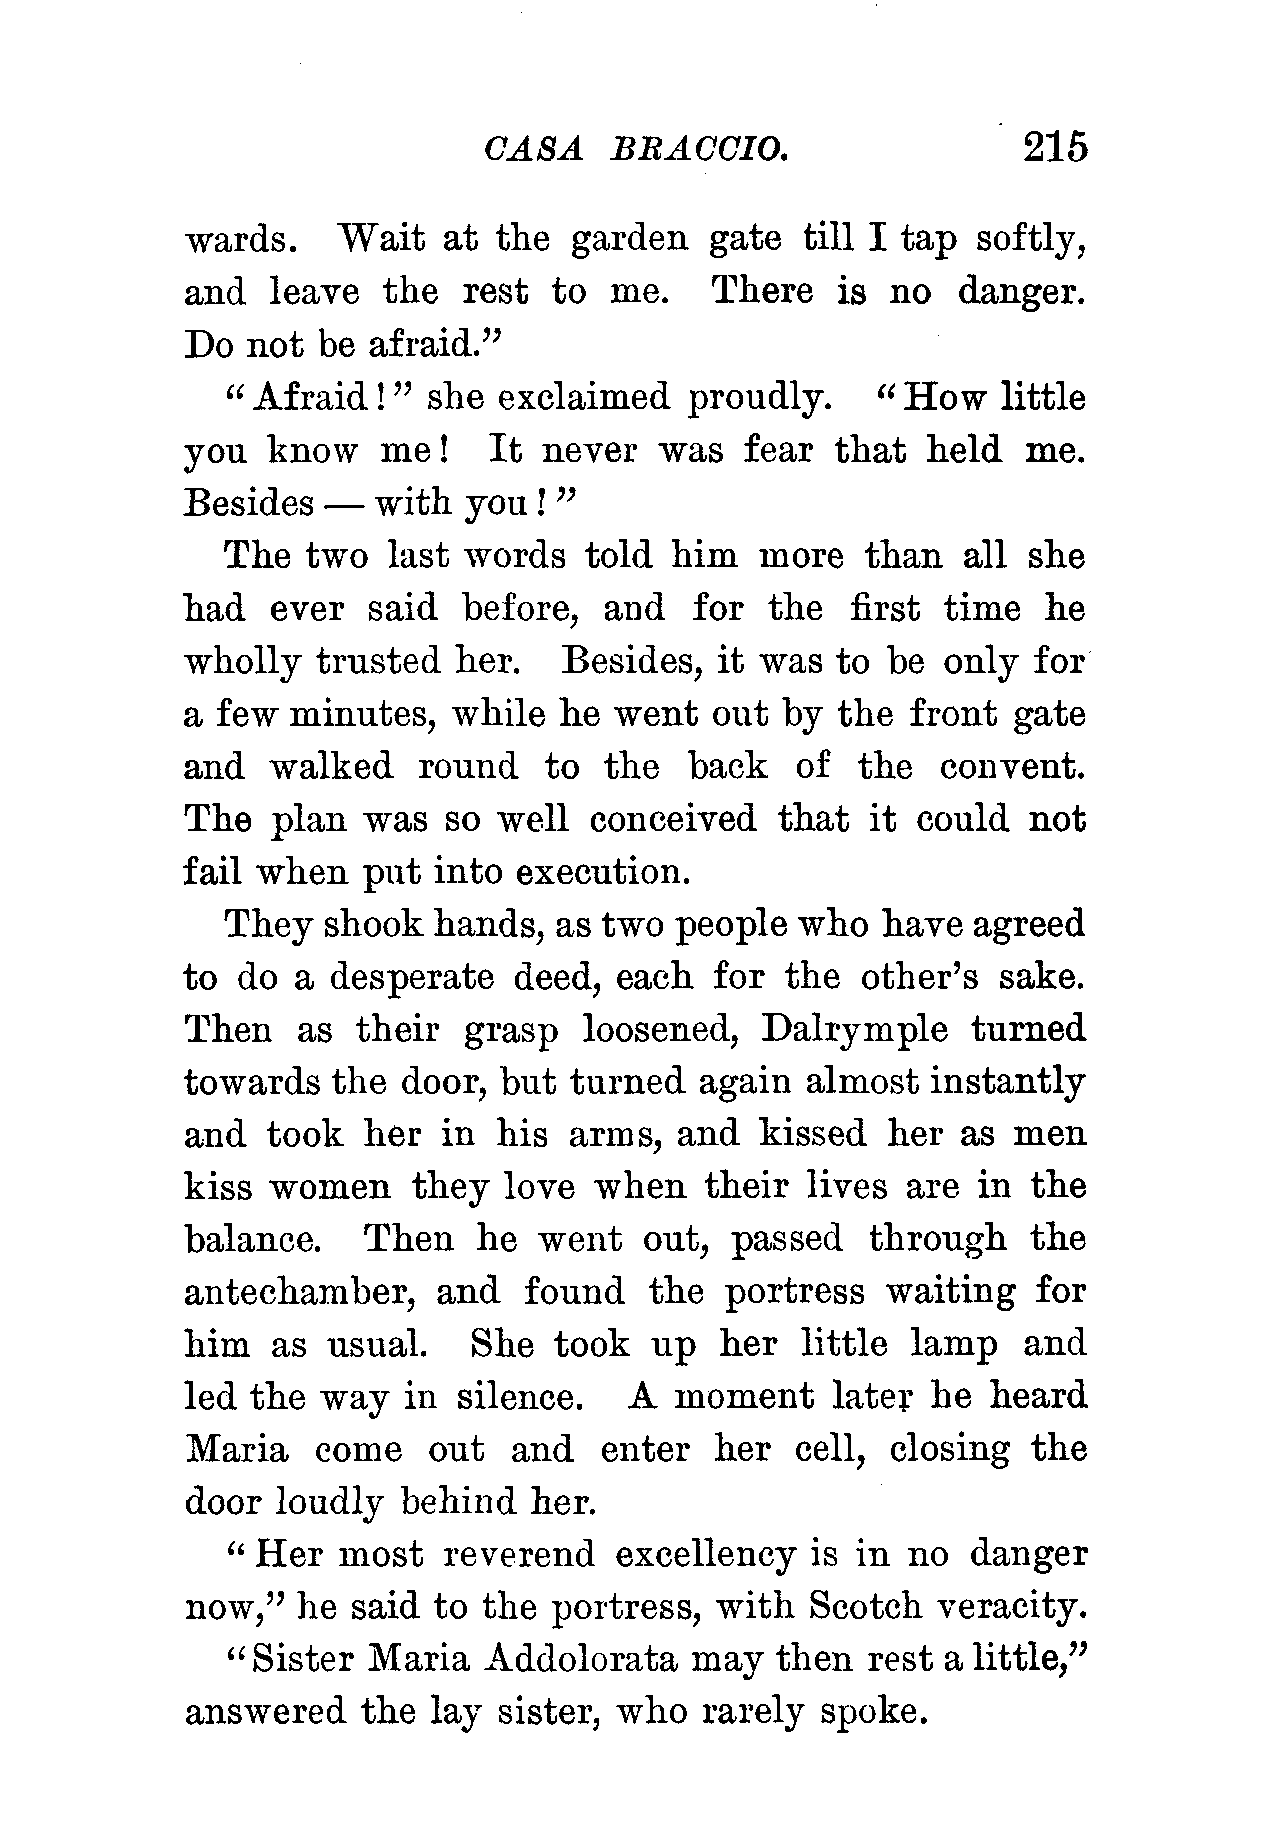 CASA BRACCIO. 215
wards. Wait at the garden gate till I tap softly,
and leave the rest to me. There is no danger.
Do not be afraid."
"Afraid!" she exclaimed proudly. "How little
you know me! It never was fear that held me.
Besides — with you!"
The two last words told him more than all she
had ever said before, and for the first time he
wholly trusted her. Besides, it was to be only for
a few minutes, while he went out by the front gate
and walked round to the back of the convent.
The plan was so well conceived that it could not
fail when put into execution.
They shook hands, as two people who have agreed
to do a desperate deed, each for the other's sake.
Then as their grasp loosened, Dalrymple turned
towards the door, but turned again almost instantly
and took her in his arms, and kissed her as men
kiss women they love when their lives are in the
balance. Then he went out, passed through the
antechamber, and found the portress waiting for
him as usual. She took up her little lamp and
led the way in silence. A moment later he heard
Maria come out and enter her cell, closing the
door loudly behind her.
"Her most reverend excellency is in no danger
now," he said to the portress, with Scotch veracity.
"Sister Maria Addolorata may then rest a little,"
answered the lay sister, who rarely spoke.